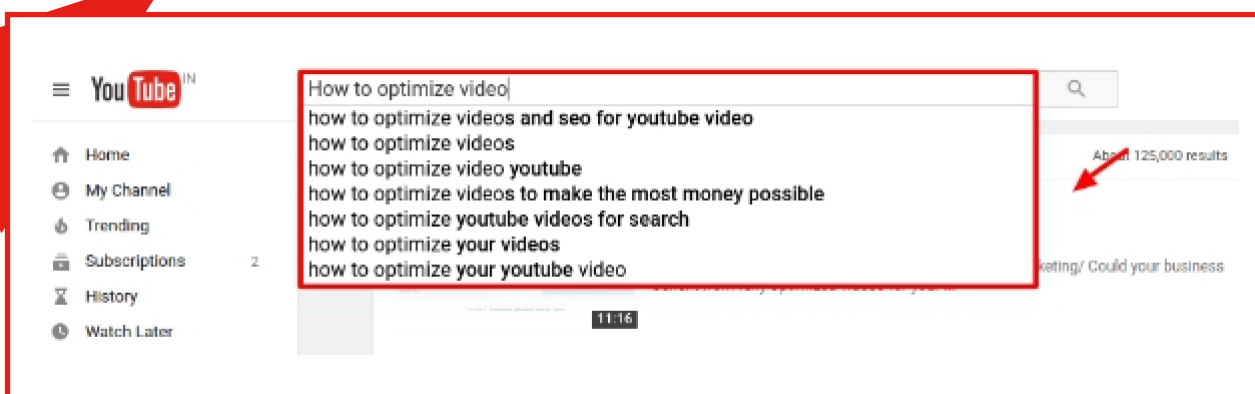 You Tube IN
How to optimize video
how to optimize videos and seo for youtube video
how to optimize videos
how to optimize video youtube
how to optimize videos to make the most money possible
how to optimize youtube videos for search
how to optimize your videos
how to optimize your youtube video
About 125,000 results
Home
My Channel
Trending
Subscriptions 2
History
Watch Later
keting/ Could your business
11:16